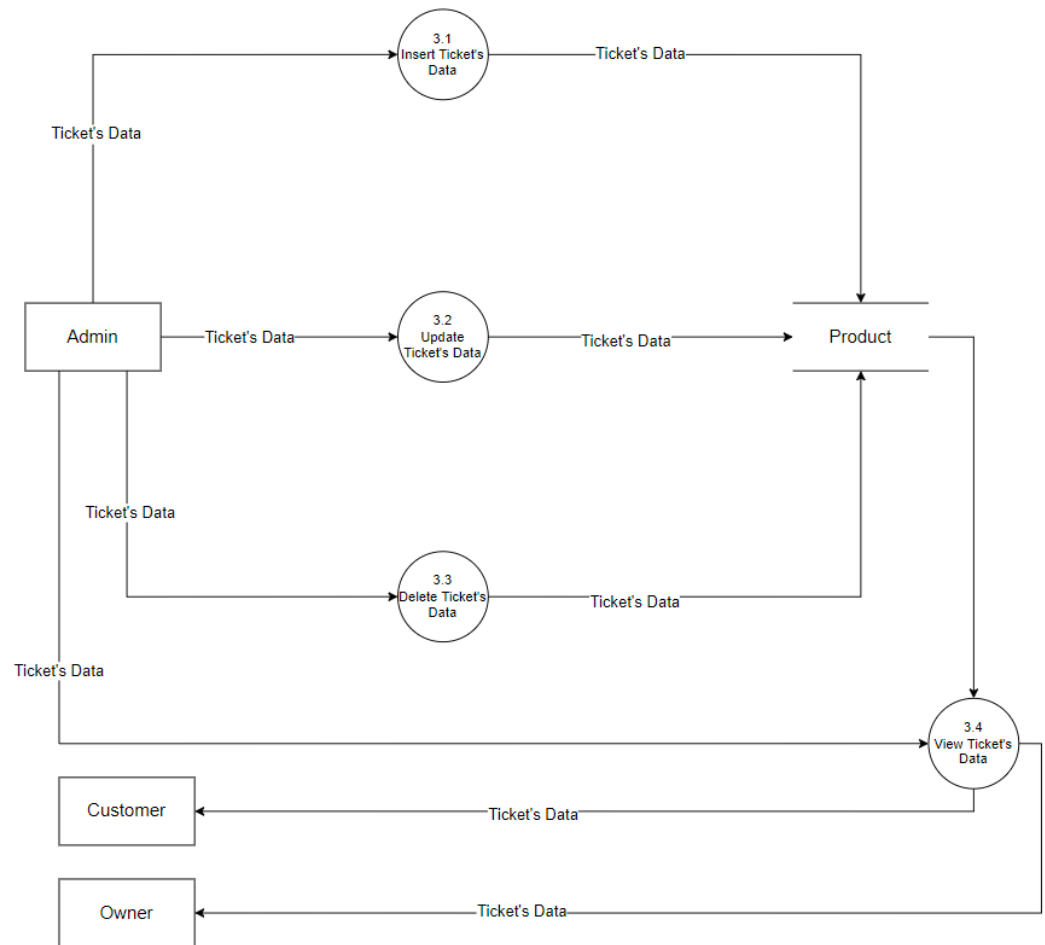 3.1
Insert Ticket's
Data
Ticket's Data
Ticket's Data
Admin
Ticket's Data
3.2
Update
Ticket's Data
Ticket's Data
Product
Ticket's Data
3.3
Delete Ticket's
Data
Ticket's Data
Ticket's Data
3.4
View Ticket's
Data
Customer
Ticket's Data
Owner
Ticket's Data